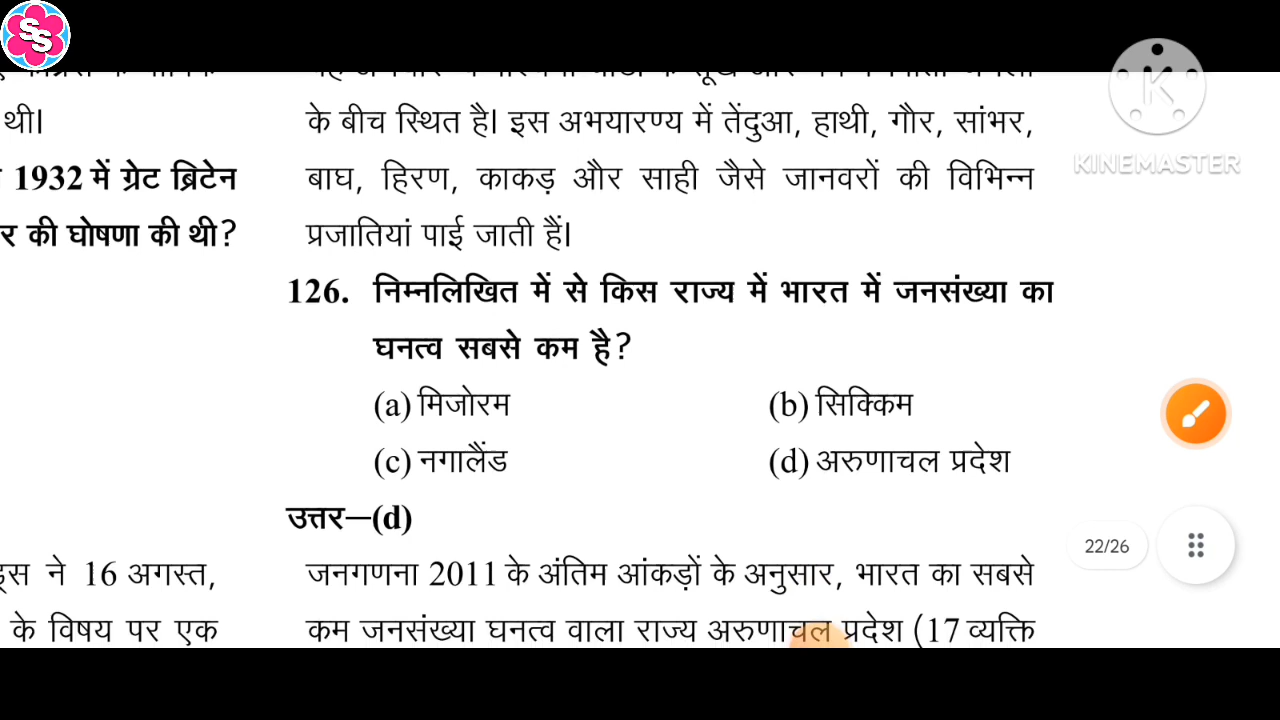 SS
KINEMASTER
थी।
1932 में ग्रेट ब्रिटेन
र की घोषणा की थी?
ने 16 अगस्त,
के विषय पर एक
के बीच स्थित है। इस अभयारण्य में तेंदुआ, हाथी, गौर, सांभर,
बाघ, हिरण, काकड़ और साही जैसे जानवरों की विभिन्न
प्रजातियां पाई जाती हैं।
126. निम्नलिखित में से किस राज्य में भारत में जनसंख्या का
घनत्व सबसे कम है?
(a) मिजोरम (b) सिक्किम
(c) नगालैंड (d) अरुणाचल प्रदेश
उत्तर—(d)
जनगणना 2011 के अंतिम आंकड़ों के अनुसार, भारत का सबसे
कम जनसंख्या घनत्व वाला राज्य अरुणाचल प्रदेश (17 व्यक्ति
22/26